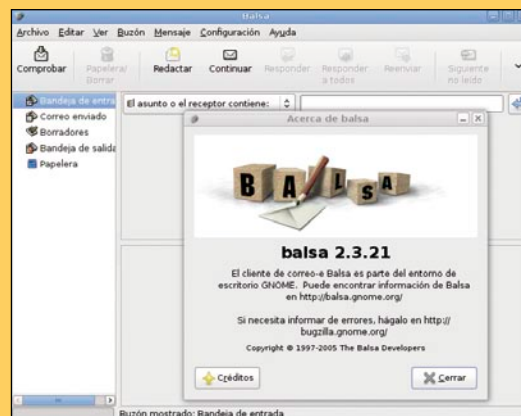 Balsa
Archivo Editar Ver Buzón Mensaje Configuración Ayuda
Comprobar Papelera/ Borrar Redactar Continuar Responder Responder a todos Reenviar Siguiente no leído
Bandeja de entra
Correo enviado
Borradores
Bandeja de salida
Papelera
El asunto o el receptor contiene:
Acerca de balsa
BALSA
balsa 2.3.21
El cliente de correo-e Balsa es parte del entorno de
escritorio GNOME. Puede encontrar información de Balsa
en http://balsa.gnome.org/
Si necesita informar de errores, hágalo en http://
bugzilla.gnome.org/
Copyright © 1997-2005 The Balsa Developers
Créditos
Cerrar
Buzón mostrado: Bandeja de entrada